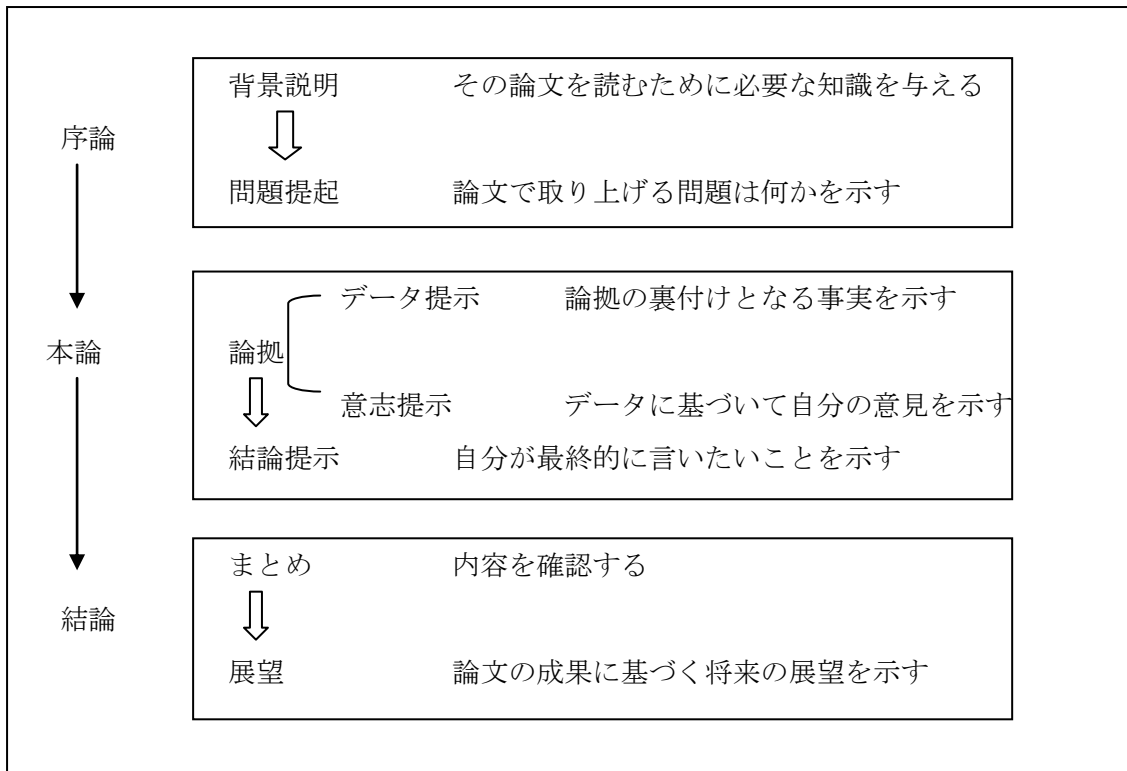 背景説明 その論文を読むために必要な知識を与える
序論
問題提起 論文で取り上げる問題は何かを示す
データ提示 論拠の裏付けとなる事実を示す
本論 論拠
意志提示 データに基づいて自分の意見を示す
結論提示 自分が最終的に言いたいことを示す
まとめ 内容を確認する
結論
展望 論文の成果に基づく将来の展望を示す